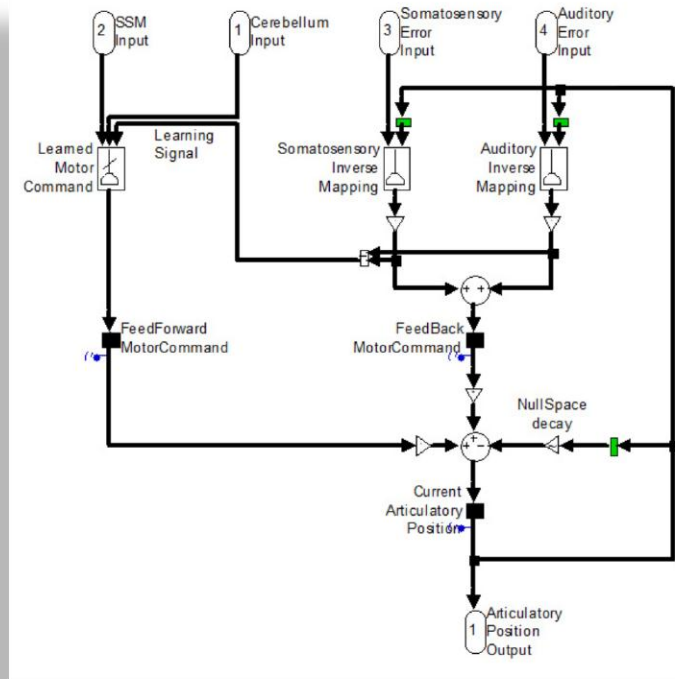 2
SSM
Input
1
Cerebellum
Input
3
Somatosensory
Error
Input
4
Auditory
Error
Input
Learning
Signal
Learned
Motor
Command
Somatosensory
Inverse
Mapping
Auditory
Inverse
Mapping
+ +
FeedForward
MotorCommand
FeedBack
MotorCommand
NullSpace
decay
+ + -
Current
Articulatory
Position
1
Articulatory
Position
Output